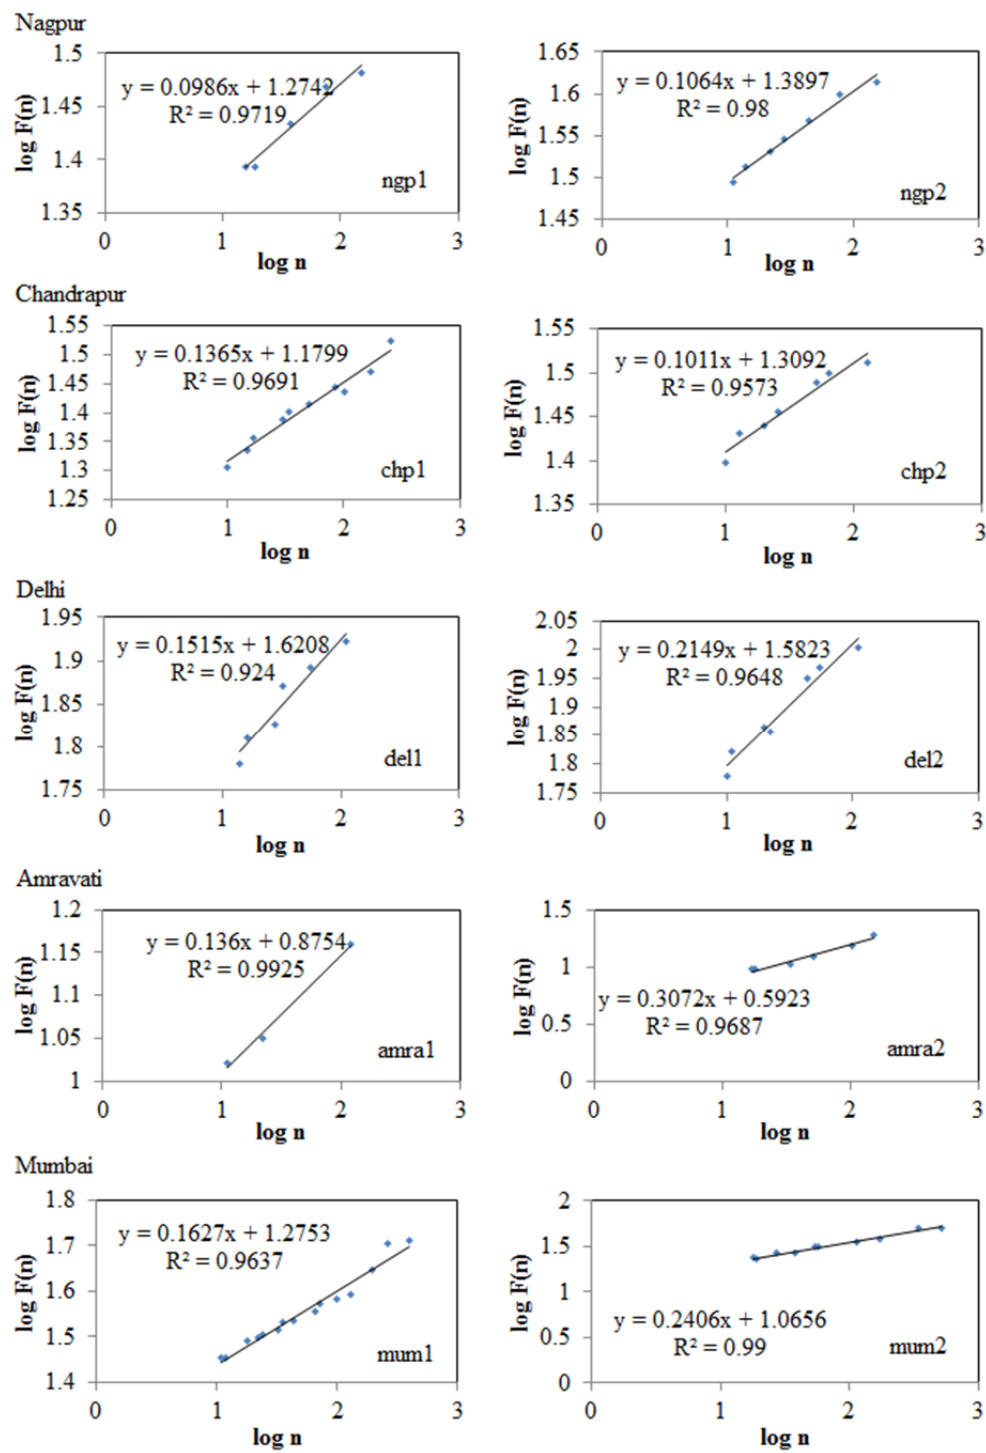 Nagpur
1.5
1.45
1.4
1.35
y = 0.0986x + 1.2742
R² = 0.9719
ngp1
log F(n)
0 1 2 3
log n
1.65
1.6
1.55
1.5
1.45
y = 0.1064x + 1.3897
R² = 0.98
ngp2
log F(n)
0 1 2 3
log n
Chandrapur
1.55
1.5
1.45
1.4
1.35
1.3
1.25
y = 0.1365x + 1.1799
R² = 0.9691
chp1
log F(n)
0 1 2 3
log n
1.55
1.5
1.45
1.4
1.35
y = 0.1011x + 1.3092
R² = 0.9573
chp2
log F(n)
0 1 2 3
log n
Delhi
1.95
1.9
1.85
1.8
1.75
y = 0.1515x + 1.6208
R² = 0.924
del1
log F(n)
0 1 2 3
log n
2.05
2
1.95
1.9
1.85
1.8
1.75
y = 0.2149x + 1.5823
R² = 0.9648
del2
log F(n)
0 1 2 3
log n
Amravati
1.2
1.15
1.1
1.05
1
y = 0.136x + 0.8754
R² = 0.9925
amra1
log F(n)
0 1 2 3
log n
1.5
1
0.5
0
y = 0.3072x + 0.5923
R² = 0.9687
amra2
log F(n)
0 1 2 3
log n
Mumbai
1.8
1.7
1.6
1.5
1.4
y = 0.1627x + 1.2753
R² = 0.9637
mum1
log F(n)
0 1 2 3
log n
2
1.5
1
0.5
0
y = 0.2406x + 1.0656
R² = 0.99
mum2
log F(n)
0 1 2 3
log n